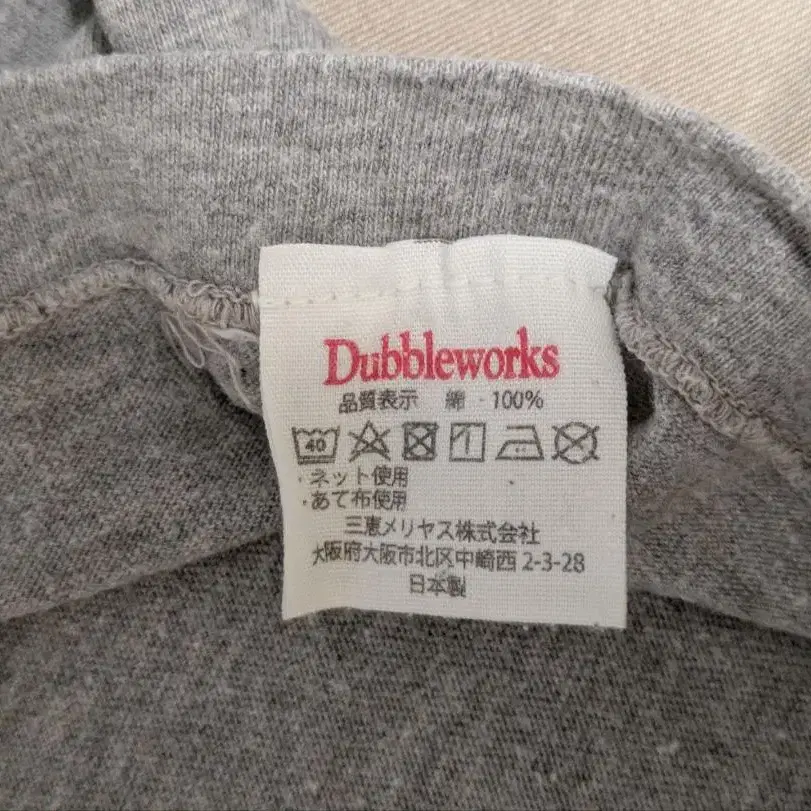 Dubbleworks
品質表示 綿 100%
40
・ネット使用
・あて布使用
三恵メリヤス株式会社
大阪府大阪市北区中崎西 2-3-28
日本製